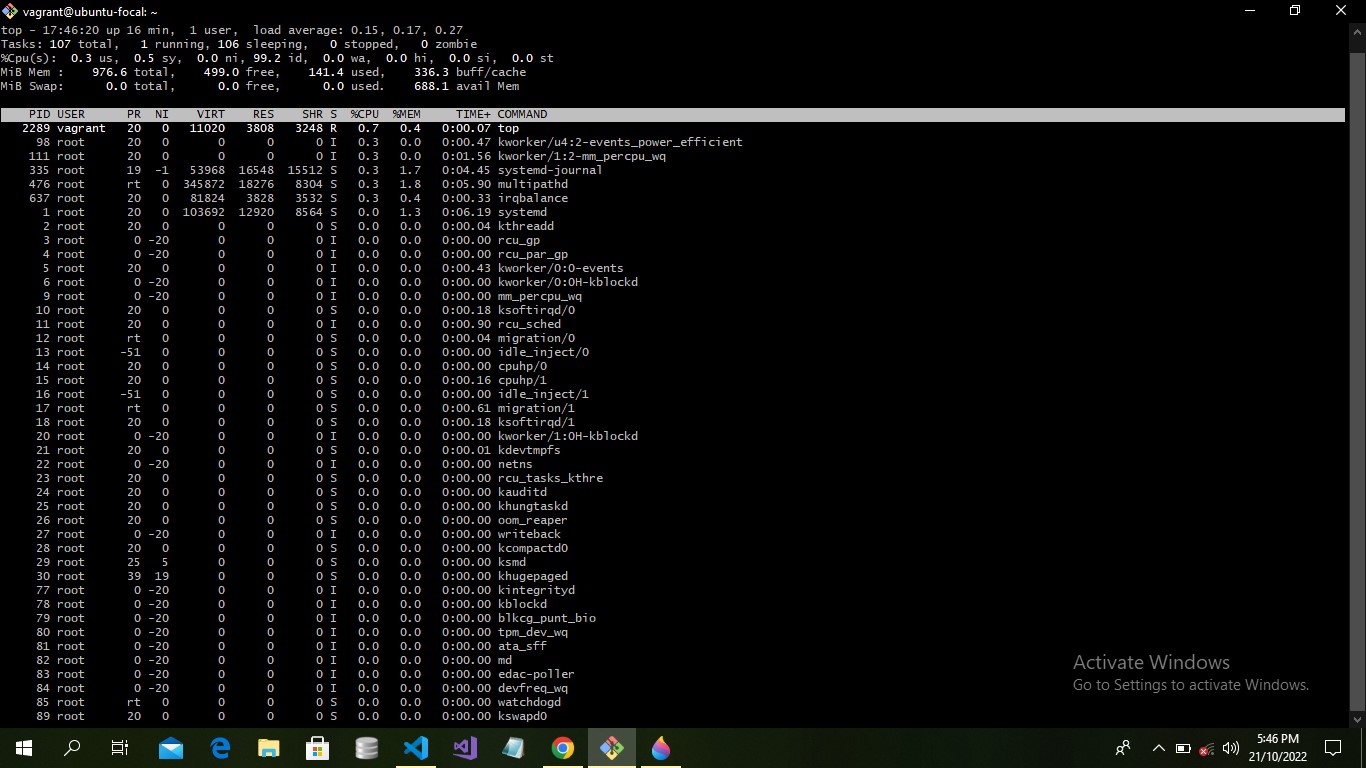 vagrant@ubuntu-focal: ~
top - 17:46:20 up 16 min,  1 user,  load average: 0.15, 0.17, 0.27
Tasks: 107 total,   1 running, 106 sleeping,   0 stopped,   0 zombie
%Cpu(s):  0.3 us,  0.5 sy,  0.0 ni, 99.2 id,  0.0 wa,  0.0 hi,  0.0 si,  0.0 st
MiB Mem :    976.6 total,    499.0 free,    141.4 used,    336.3 buff/cache
MiB Swap:      0.0 total,      0.0 free,      0.0 used.    688.1 avail Mem
PID USER PR NI VIRT RES SHR S %CPU %MEM TIME+ COMMAND
2289 vagrant 20 0 11020 3808 3248 R 0.7 0.4 0:00.07 top
98 root 20 0 0 0 0 I 0.3 0.0 0:00.47 kworker/u4:2-events_power_efficient
111 root 20 0 0 0 0 I 0.3 0.0 0:01.56 kworker/1:2-mm_percpu_wq
335 root 19 -1 53968 16548 15512 S 0.3 1.7 0:04.45 systemd-journal
476 root rt 0 345872 18276 8304 S 0.3 1.8 0:05.90 multipathd
637 root 20 0 81824 3828 3532 S 0.3 0.4 0:00.33 irqbalance
1 root 20 0 103692 12920 8564 S 0.0 1.3 0:06.19 systemd
2 root 20 0 0 0 0 S 0.0 0.0 0:00.04 kthreadd
3 root 0 -20 0 0 0 I 0.0 0.0 0:00.00 rcu_gp
4 root 0 -20 0 0 0 I 0.0 0.0 0:00.00 rcu_par_gp
5 root 20 0 0 0 0 I 0.0 0.0 0:00.43 kworker/0:0-events
6 root 0 -20 0 0 0 I 0.0 0.0 0:00.00 kworker/0:0H-kblockd
9 root 0 -20 0 0 0 I 0.0 0.0 0:00.00 mm_percpu_wq
10 root 20 0 0 0 0 S 0.0 0.0 0:00.18 ksoftirqd/0
11 root 20 0 0 0 0 I 0.0 0.0 0:00.90 rcu_sched
12 root rt 0 0 0 0 S 0.0 0.0 0:00.04 migration/0
13 root -51 0 0 0 0 S 0.0 0.0 0:00.00 idle_inject/0
14 root 20 0 0 0 0 S 0.0 0.0 0:00.00 cpuhp/0
15 root 20 0 0 0 0 S 0.0 0.0 0:00.16 cpuhp/1
16 root -51 0 0 0 0 S 0.0 0.0 0:00.00 idle_inject/1
17 root rt 0 0 0 0 S 0.0 0.0 0:00.61 migration/1
18 root 20 0 0 0 0 S 0.0 0.0 0:00.18 ksoftirqd/1
20 root 0 -20 0 0 0 I 0.0 0.0 0:00.00 kworker/1:0H-kblockd
21 root 20 0 0 0 0 S 0.0 0.0 0:00.01 kdevtmpfs
22 root 0 -20 0 0 0 I 0.0 0.0 0:00.00 netns
23 root 20 0 0 0 0 S 0.0 0.0 0:00.00 rcu_tasks_kthre
24 root 20 0 0 0 0 S 0.0 0.0 0:00.00 kauditd
25 root 20 0 0 0 0 S 0.0 0.0 0:00.00 khungtaskd
26 root 20 0 0 0 0 S 0.0 0.0 0:00.00 oom_reaper
27 root 0 -20 0 0 0 I 0.0 0.0 0:00.00 writeback
28 root 20 0 0 0 0 S 0.0 0.0 0:00.00 kcompactd0
29 root 25 5 0 0 0 S 0.0 0.0 0:00.00 ksmd
30 root 39 19 0 0 0 S 0.0 0.0 0:00.00 khugepaged
77 root 0 -20 0 0 0 I 0.0 0.0 0:00.00 kintegrityd
78 root 0 -20 0 0 0 I 0.0 0.0 0:00.00 kblockd
79 root 0 -20 0 0 0 I 0.0 0.0 0:00.00 blkcg_punt_bio
80 root 0 -20 0 0 0 I 0.0 0.0 0:00.00 tpm_dev_wq
81 root 0 -20 0 0 0 I 0.0 0.0 0:00.00 ata_sff
82 root 0 -20 0 0 0 I 0.0 0.0 0:00.00 md
83 root 0 -20 0 0 0 I 0.0 0.0 0:00.00 edac-poller
84 root 0 -20 0 0 0 I 0.0 0.0 0:00.00 devfreq_wq
85 root rt 0 0 0 0 S 0.0 0.0 0:00.00 watchdogd
89 root 20 0 0 0 0 S 0.0 0.0 0:00.00 kswapd0
Activate Windows
Go to Settings to activate Windows.
5:46 PM
21/10/2022